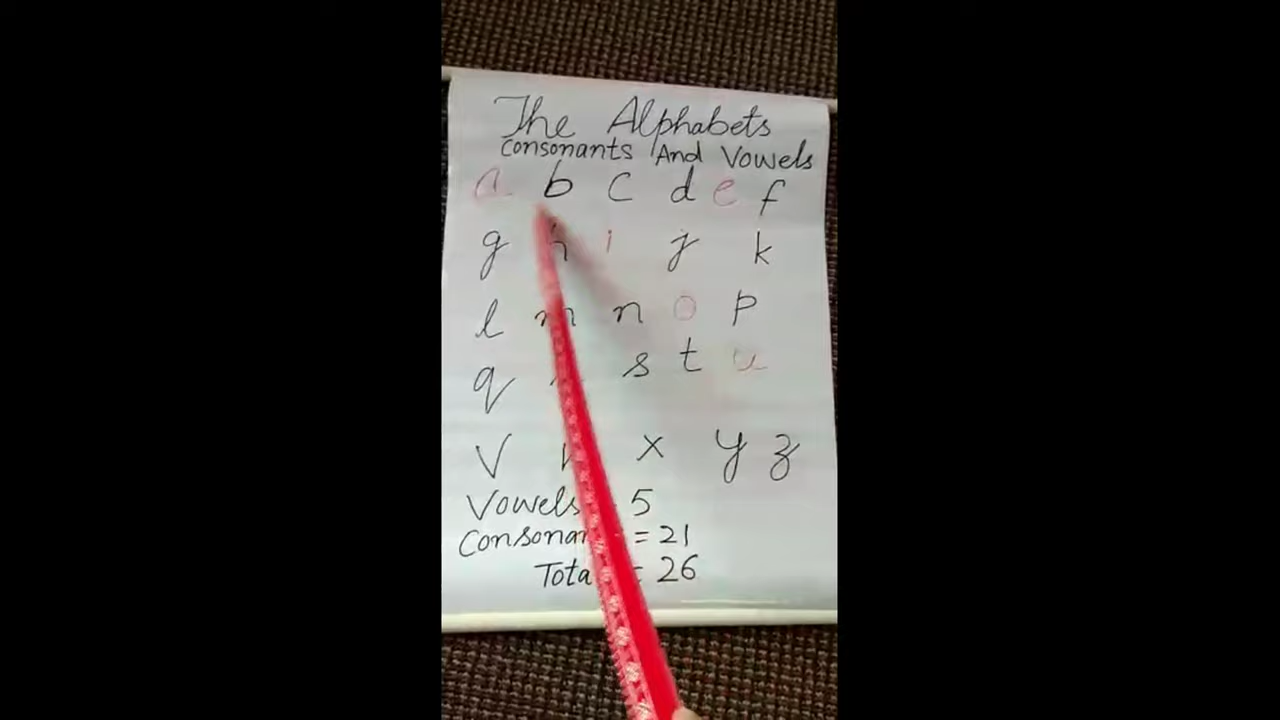 The Alphabets
Consonants And Vowels
a b c d e f
g h i j k
l m n o p
q s t u
v x y z
Vowels 5
= 21
26